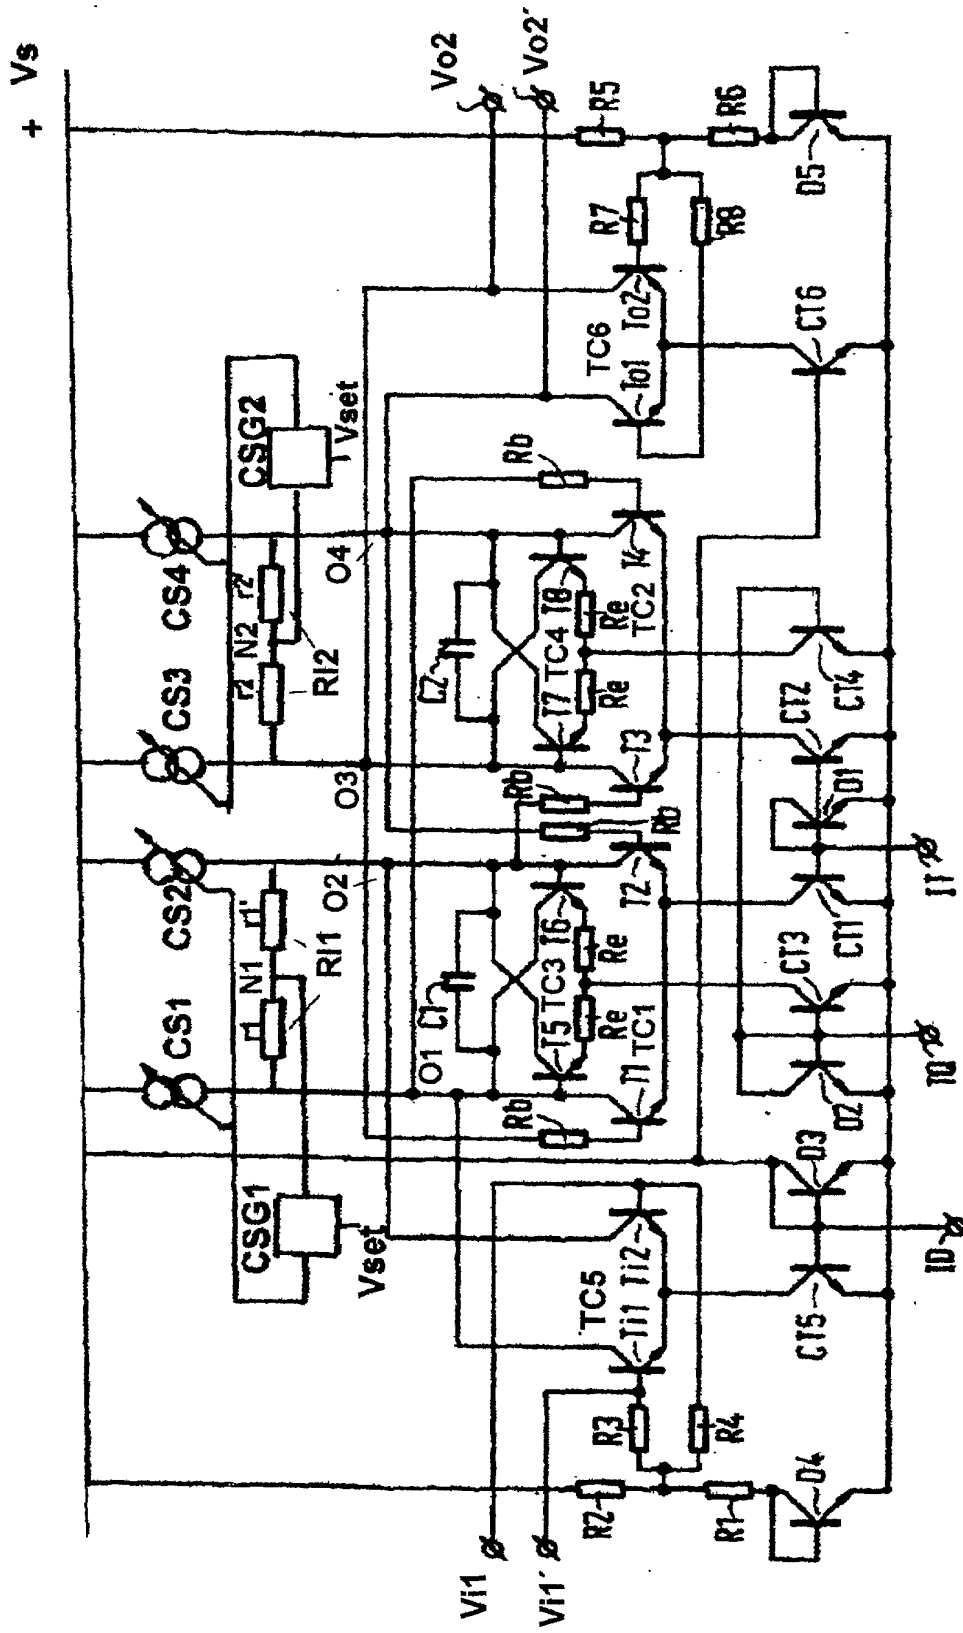 + Vs
Vo2
Vo2′
R5
R6
D5
R7
R8
To2
TC6
To1
CT6
CSG2
Vset
Rb
CS4
r2'
N2
r2
RI2
O4
CS3
O3
C2
T8
Re
TC4
TC2
T4
T7
Re
T3
Rb
Rb
CT4
CT2
D1
IT
CT1
CS2
r1'
N1
r1
RI1
O2
CS1
O1
C1
T6
Re
TC3
TC1
T2
T5
Re
T1
Rb
CT3
IQ
D2
D3
ID
CT5
CSG1
Vset
Ti2
TC5
Ti1
R3
R4
R2
R1
D4
Vi1
Vi1′